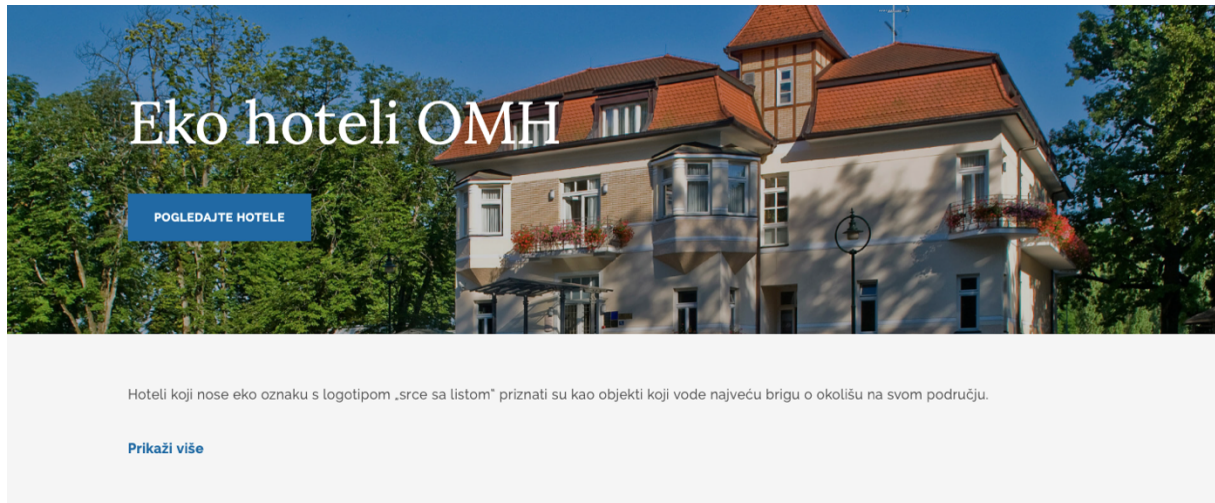 Eko hoteli OMH
POGLEDAJTE HOTELE
Hoteli koji nose eko oznaku s logotipom „srce sa listom" priznati su kao objekti koji vode najveću brigu o okolišu na svom području.
Prikaži više